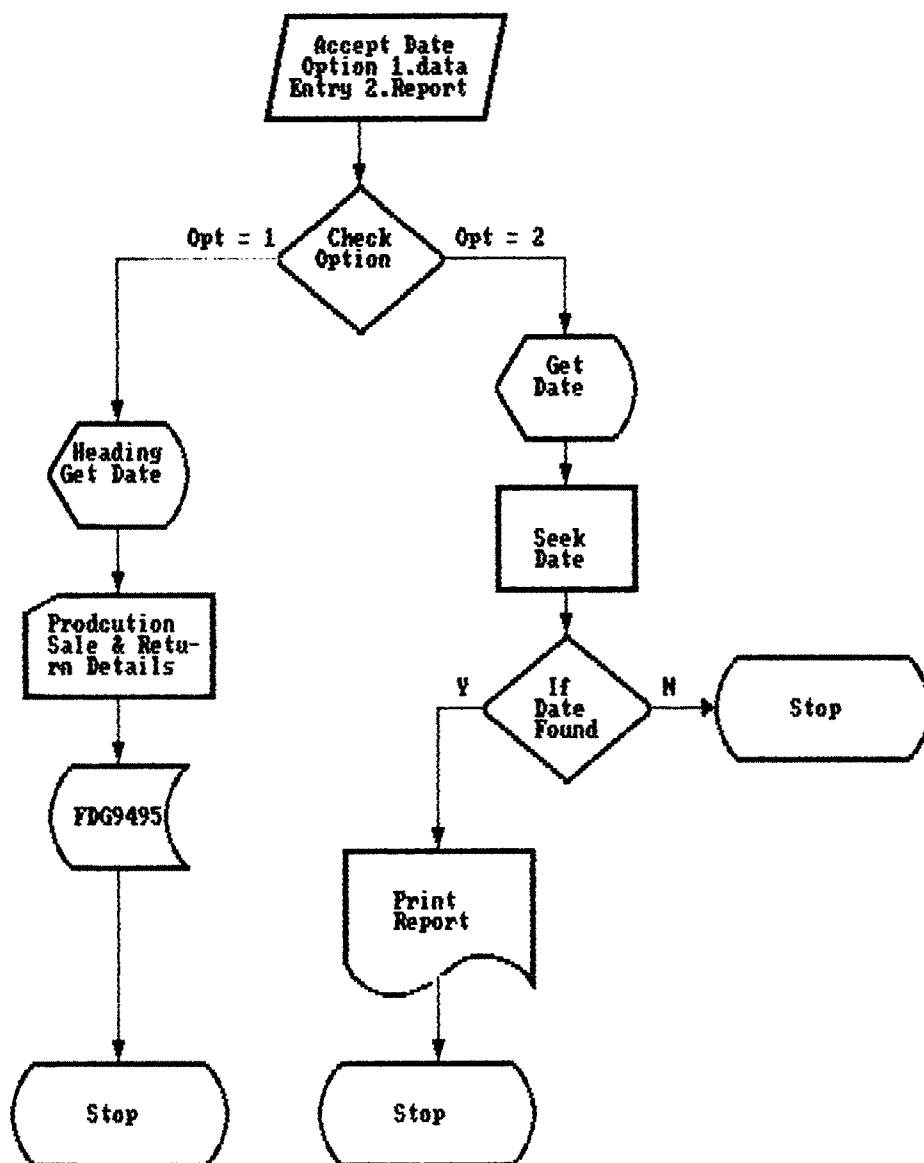 Accept Date
Option 1.data
Entry 2.Report
Opt = 1
Check
Option
Opt = 2
Get
Date
Heading
Get Date
Seek
Date
Prodcution
Sale & Retu-
rn Details
Y
If
Date
Found
N
Stop
FDG9495
Print
Report
Stop
Stop